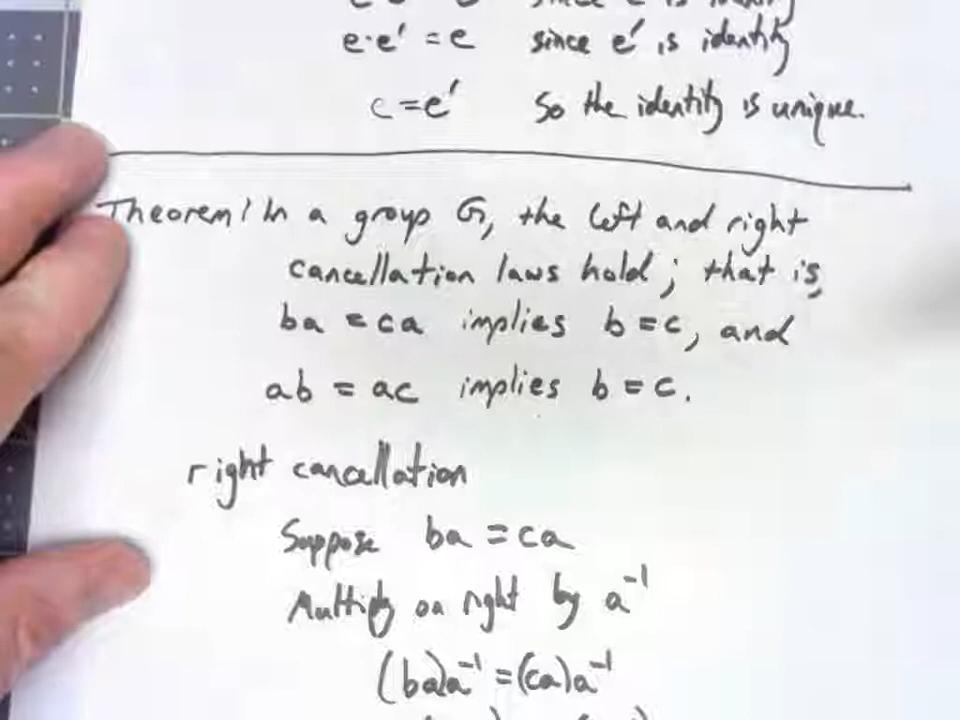 e·e' = e since e' is identity
e = e' So the identity is unique.
Theorem: In a group G, the left and right
cancellation laws hold; that is,
ba = ca implies b = c, and
ab = ac implies b = c.
right cancellation
Suppose ba = ca
Multiply on right by a⁻¹
(ba)a⁻¹ = (ca)a⁻¹